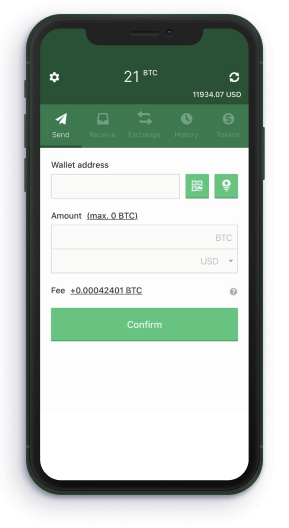 21 BTC
11934.07 USD
Send Receive Exchange History Tokens
Wallet address
Amount (max. 0 BTC)
BTC
USD
Fee +0.00042401 BTC
Confirm